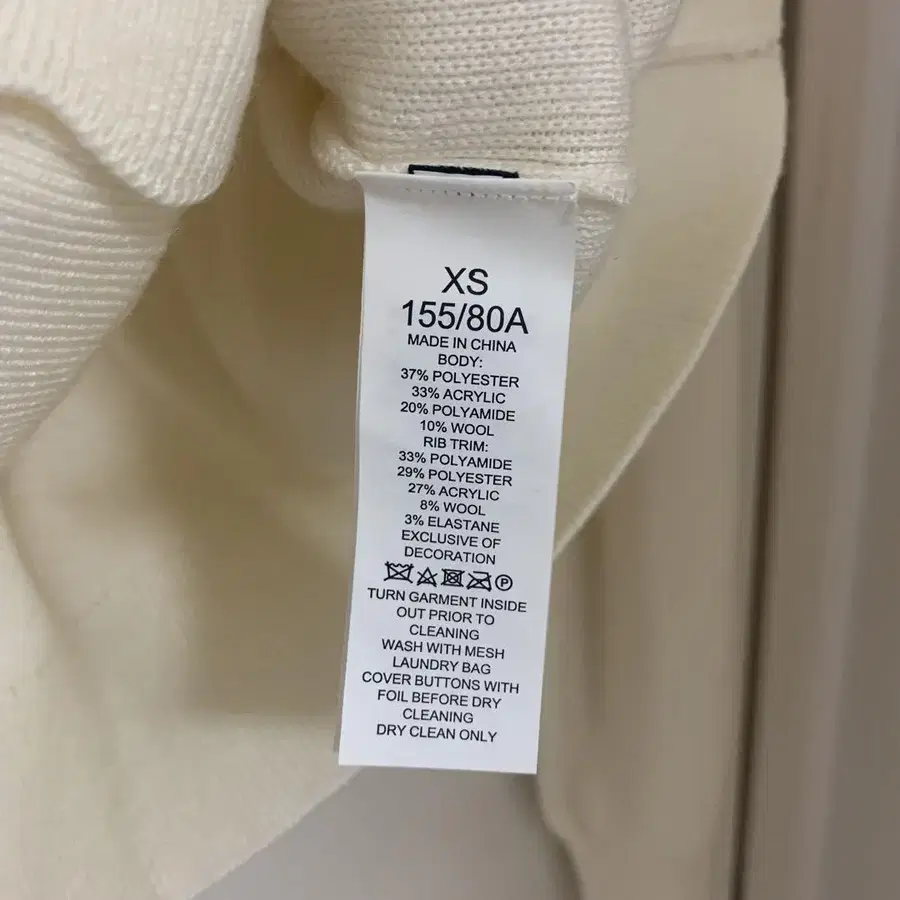 XS
155/80A
MADE IN CHINA
BODY:
37% POLYESTER
33% ACRYLIC
20% POLYAMIDE
10% WOOL
RIB TRIM:
33% POLYAMIDE
29% POLYESTER
27% ACRYLIC
8% WOOL
3% ELASTANE
EXCLUSIVE OF
DECORATION
P
TURN GARMENT INSIDE
OUT PRIOR TO
CLEANING
WASH WITH MESH
LAUNDRY BAG
COVER BUTTONS WITH
FOIL BEFORE DRY
CLEANING
DRY CLEAN ONLY